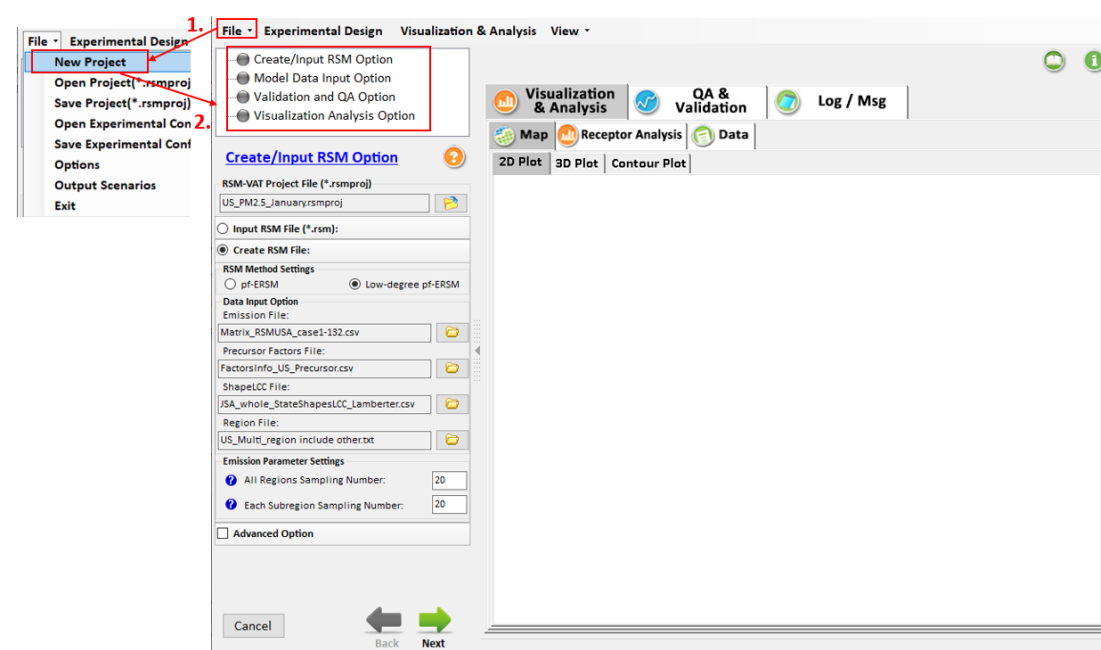 1.
File
Experimental Design
New Project
Open Project(*.rsmproj
Save Project(*.rsmproj)
Open Experimental Con
Save Experimental Conf
Options
Output Scenarios
Exit
2.
File Experimental Design Visualization & Analysis View
Create/Input RSM Option
Model Data Input Option
Validation and QA Option
Visualization Analysis Option
Create/Input RSM Option
RSM-VAT Project File (*.rsmproj)
US_PM2.5_January.rsmproj
Input RSM File (*.rsm):
Create RSM File:
RSM Method Settings
pf-ERSM Low-degree pf-ERSM
Data Input Option
Emission File:
Matrix_RSMUSA_case1-132.csv
Precursor Factors File:
FactorsInfo_US_Precursor.csv
ShapeLCC File:
JSA_whole_StateShapesLCC_Lamberter.csv
Region File:
US_Multi_region include other.txt
Emission Parameter Settings
All Regions Sampling Number: 20
Each Subregion Sampling Number: 20
Advanced Option
Cancel
Back Next
Visualization
& Analysis
QA &
Validation
Log / Msg
Map Receptor Analysis Data
2D Plot 3D Plot Contour Plot